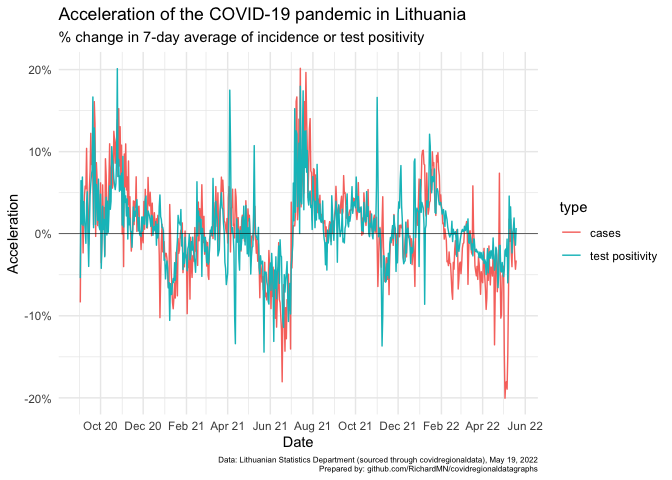 Acceleration of the COVID-19 pandemic in Lithuania
% change in 7-day average of incidence or test positivity
20%
10%
0%
-10%
-20%
Acceleration
Oct 20 Dec 20 Feb 21 Apr 21 Jun 21 Aug 21 Oct 21 Dec 21 Feb 22 Apr 22 Jun 22
Date
type
cases
test positivity
Data: Lithuanian Statistics Department (sourced through covidregionaldata), May 19, 2022
Prepared by: github.com/RichardMN/covidregionaldatagraphs